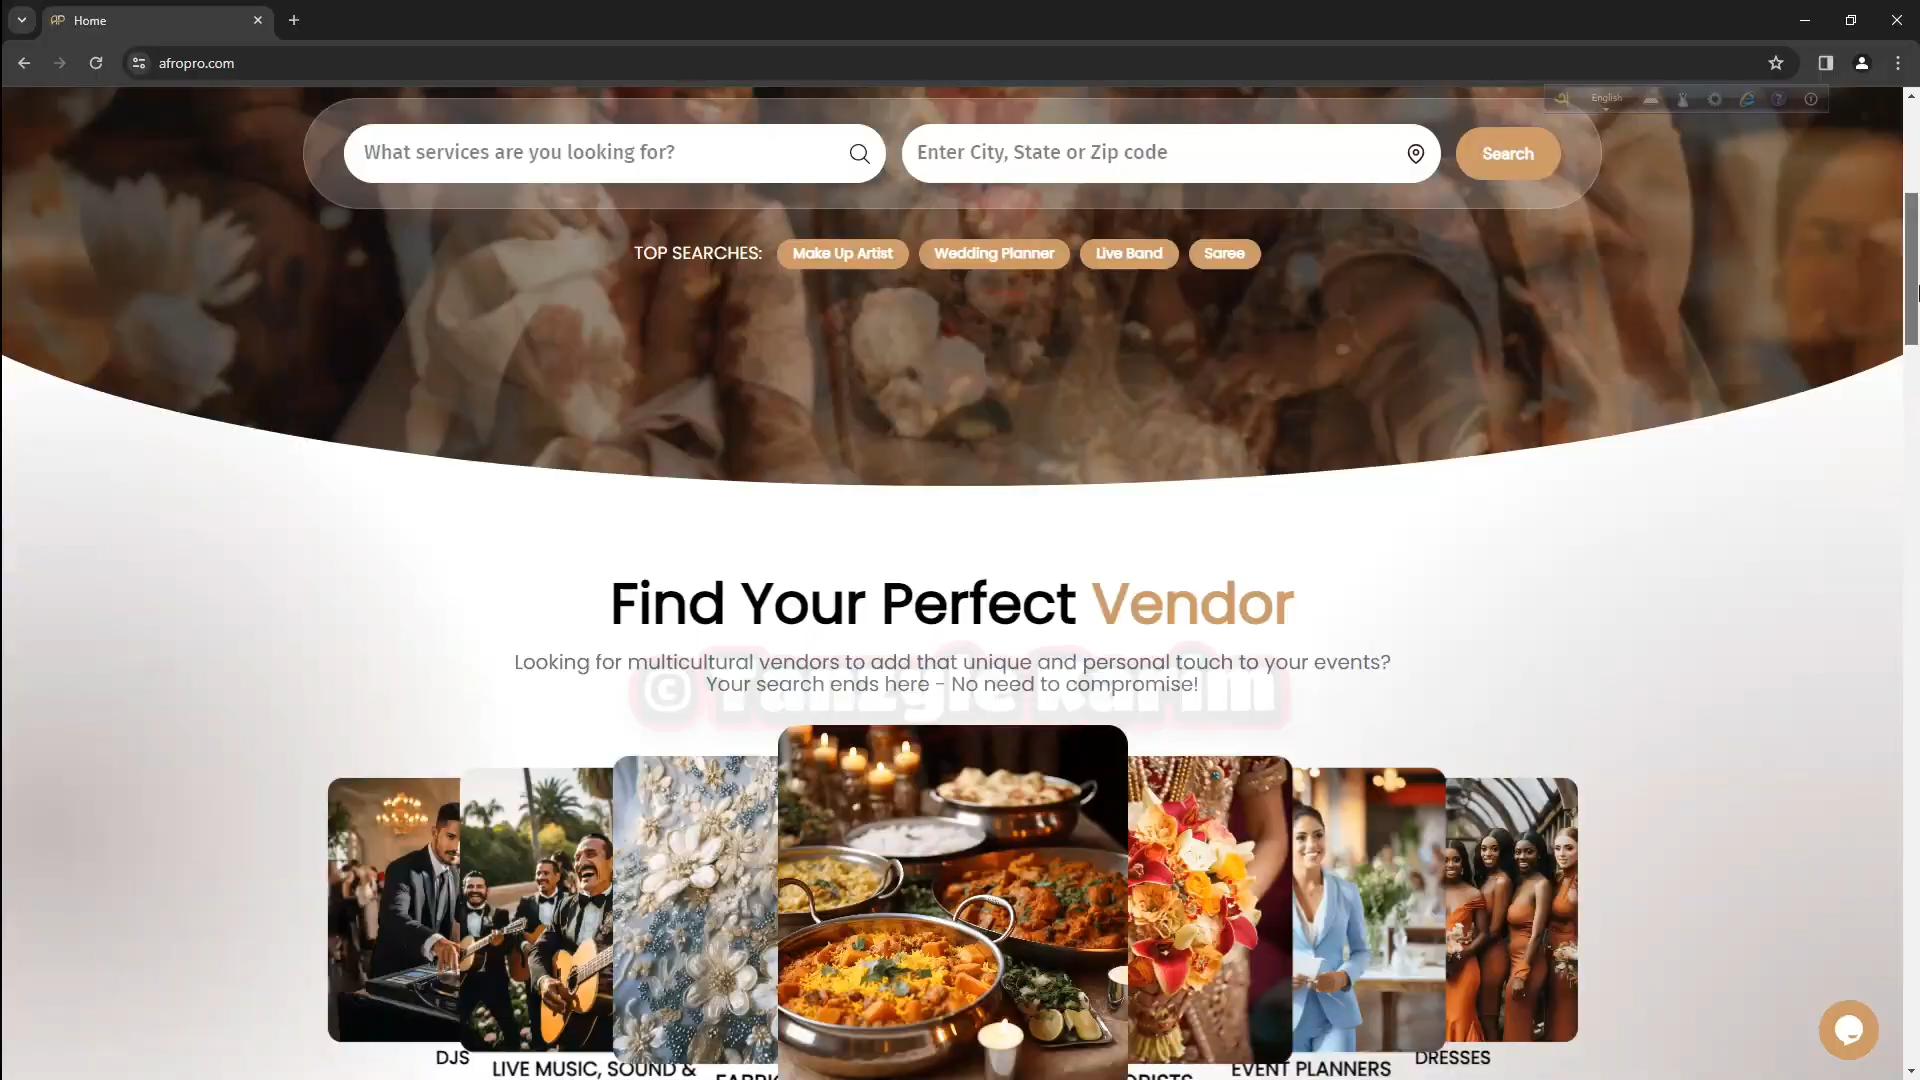 Home
afropro.com
English
What services are you looking for?
Enter City, State or Zip code
Search
TOP SEARCHES:
Make Up Artist
Wedding Planner
Live Band
Saree
Find Your Perfect Vendor
Looking for multicultural vendors to add that unique and personal touch to your events?
Your search ends here - No need to compromise!
© Tanzyle Karim
DJS
LIVE MUSIC, SOUND &
EVENT PLANNERS
DRESSES